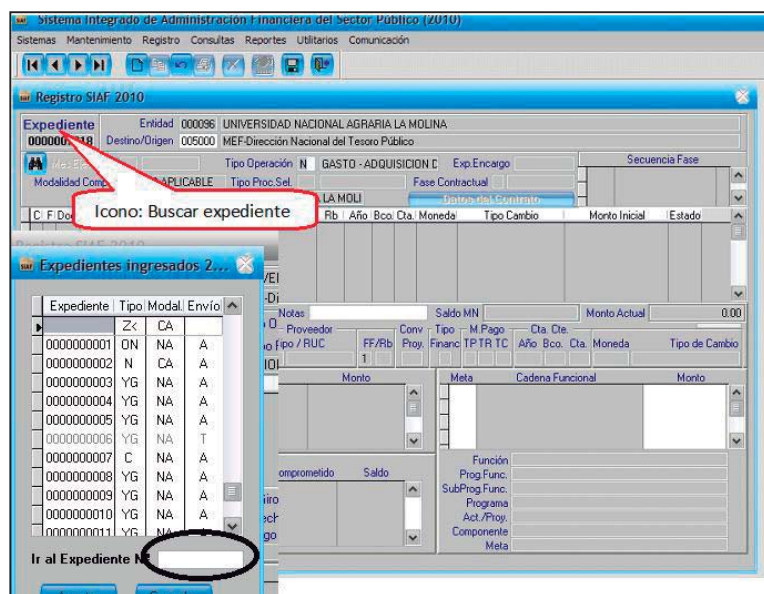 Sistema Integrado de Administración Financiera del Sector Público (2010)
Sistemas Mantenimiento Registro Consultas Reportes Utilitarios Comunicación
Registro SIAF 2010
Expediente Entidad 000096 UNIVERSIDAD NACIONAL AGRARIA LA MOLINA
Destino/Origen 005000 MEF-Dirección Nacional del Tesoro Público
Tipo Operación N GASTO - ADQUISICION D Exp.Encargo Secuencia Fase
Modalidad APLICABLE Tipo Proc.Sel. Fase Contractual
LA MOLI Datos del Contrato
Icono: Buscar expediente
C F Rb Año Bco. Cta. Moneda Tipo Cambio Monto Inicial Estado
Notas Saldo MN Monto Actual 0.00
Proveedor Conv Tipo M.Pago Cta. Cte.
Tipo / RUC FF/Rb Proy. Financ TP TR TC Año Bco. Cta. Moneda Tipo de Cambio
1
Monto Meta Cadena Funcional Monto
Saldo
Función
Prog.Func.
SubProg.Func.
Programa
Act./Proy.
Componente
Meta
Expedientes ingresados 2...
Expediente Tipo Modal. Envío
Z< CA
0000000001 ON NA A
0000000002 N CA A
0000000003 YG NA A
0000000004 YG NA A
0000000005 YG NA A
0000000006 YG NA T
0000000007 C NA A
0000000008 YG NA A
0000000009 YG NA A
0000000010 YG NA A
0000000011 YG NA A
Ir al Expediente